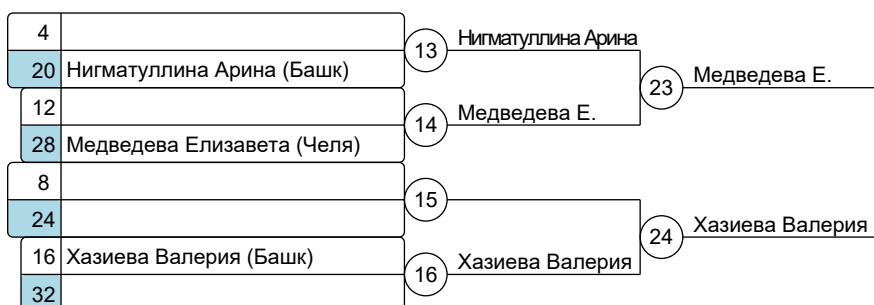 4
20 Нигматуллина Арина (Башк)
13 Нигматуллина Арина
12
28 Медведева Елизавета (Челя)
14 Медведева Е.
23 Медведева Е.
8
24
15
16 Хазиева Валерия (Башк)
32
16 Хазиева Валерия
24 Хазиева Валерия